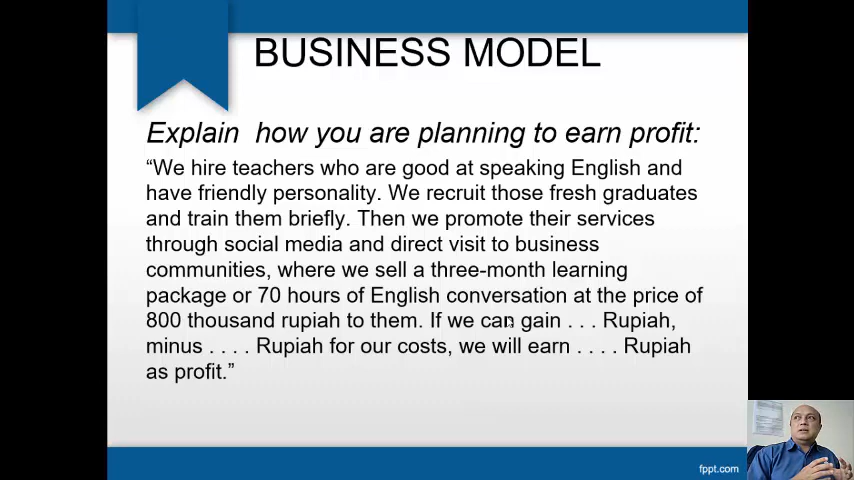 BUSINESS MODEL
Explain how you are planning to earn profit:
“We hire teachers who are good at speaking English and
have friendly personality. We recruit those fresh graduates
and train them briefly. Then we promote their services
through social media and direct visit to business
communities, where we sell a three-month learning
package or 70 hours of English conversation at the price of
800 thousand rupiah to them. If we can gain . . . Rupiah,
minus . . . . Rupiah for our costs, we will earn . . . . Rupiah
as profit.”
fppt.com